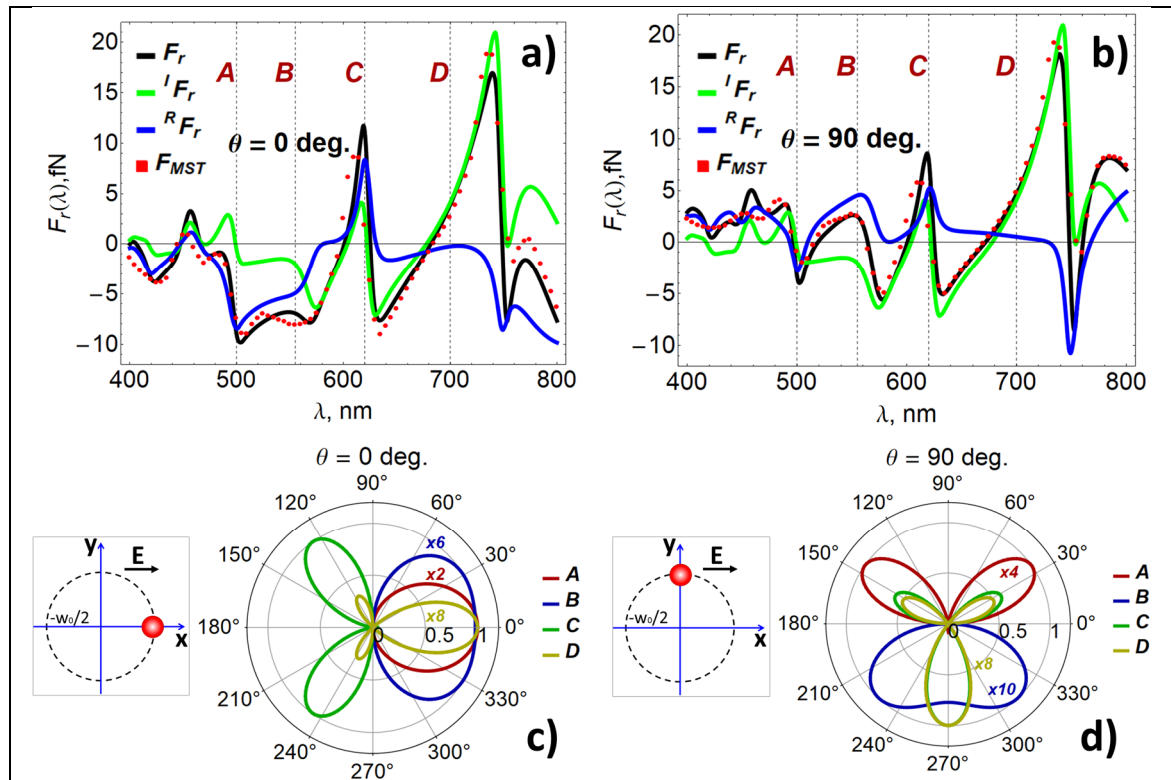 a)
F_r
^I F_r
^R F_r
F_MST
A B C D
θ = 0 deg.
F_r(λ),fN
20
15
10
5
0
−5
−10
400 500 600 700 800
λ, nm
b)
F_r
^I F_r
^R F_r
F_MST
A B C D
θ = 90 deg.
F_r(λ),fN
20
15
10
5
0
−5
−10
400 500 600 700 800
λ, nm
y
E
-w₀/2
x
θ = 0 deg.
90°
120° 60°
150° 30°
180° 0°
210° 330°
240° 300°
270°
x6
x2
x8
0 0.5 1
A
B
C
D
c)
y
E
-w₀/2
x
θ = 90 deg.
90°
120° 60°
150° 30°
180° 0°
210° 330°
240° 300°
270°
x4
0 0.5 1
x8
x10
A
B
C
D
d)